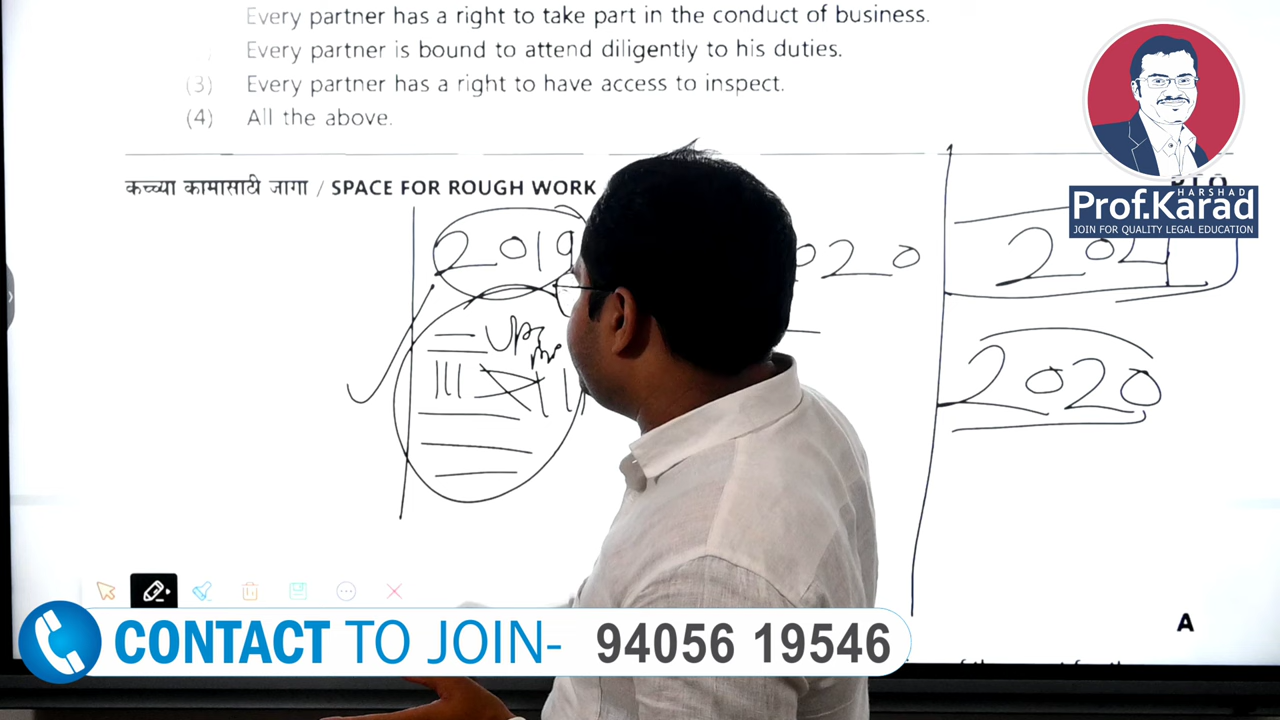 Every partner has a right to take part in the conduct of business.
Every partner is bound to attend diligently to his duties.
(3) Every partner has a right to have access to inspect.
(4) All the above.
कच्च्या कामासाठी जागा / SPACE FOR ROUGH WORK
HARSHAD
Prof.Karad
JOIN FOR QUALITY LEGAL EDUCATION
2019
020
2021
2020
A
CONTACT TO JOIN- 94056 19546